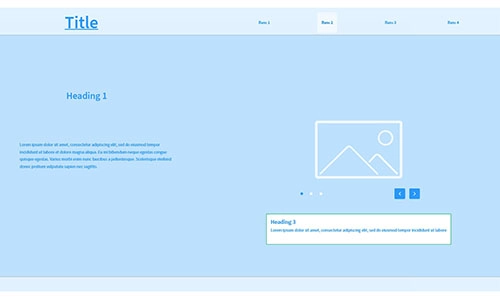 Title
Item 1
Item 2
Item 3
Item 4
Heading 1
Lorem ipsum dolor sit amet, consectetur adipiscing elit, sed do eiusmod tempor
incididunt ut labore et dolore magna aliqua. Eu mi bibendum neque egestas congue
quisque egestas. Varius morbi enim nunc faucibus a pellentesque. Scelerisque eleifend
donec pretium vulputate sapien nec sagittis.
Heading 3
Lorem ipsum dolor sit amet, consectetur adipiscing elit, sed do eiusmod tempor incididunt ut labore